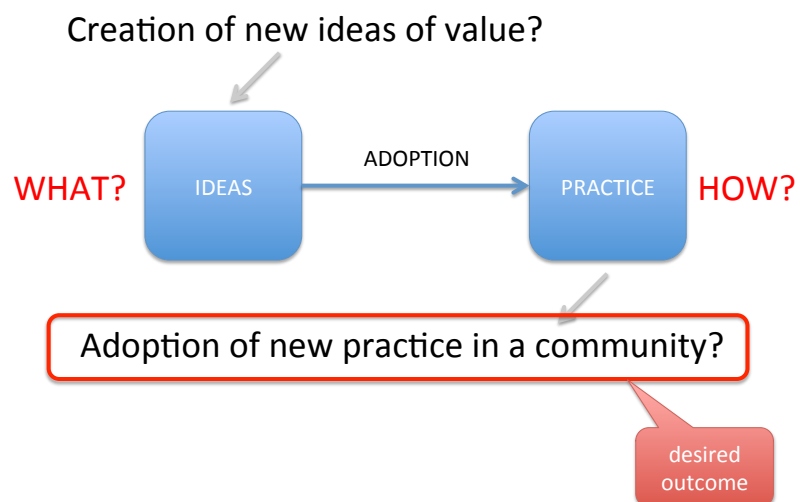 Creation of new ideas of value?
ADOPTION
WHAT?
IDEAS
PRACTICE
HOW?
Adoption of new practice in a community?
desired
outcome